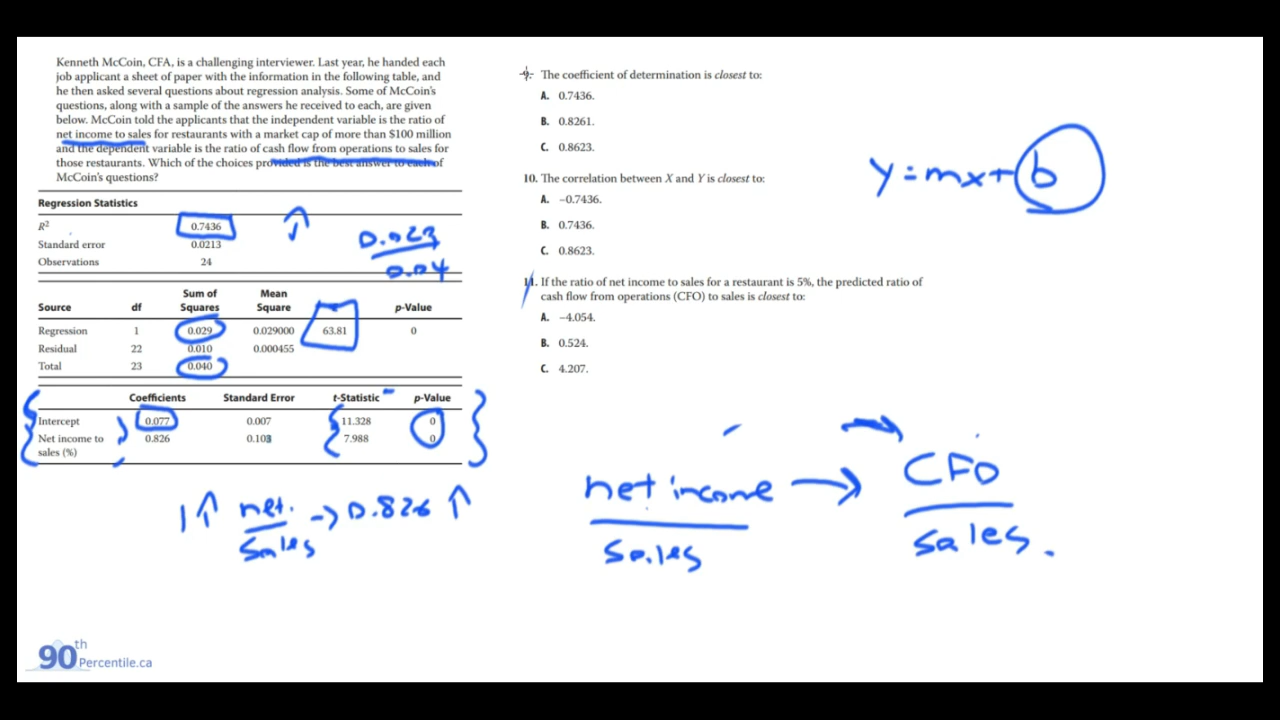 Kenneth McCoin, CFA, is a challenging interviewer. Last year, he handed each
job applicant a sheet of paper with the information in the following table, and
he then asked several questions about regression analysis. Some of McCoin's
questions, along with a sample of the answers he received to each, are given
below. McCoin told the applicants that the independent variable is the ratio of
net income to sales for restaurants with a market cap of more than $100 million
and the dependent variable is the ratio of cash flow from operations to sales for
those restaurants. Which of the choices provided is the best answer to each of
McCoin's questions?
Regression Statistics
R² 0.7436
Standard error 0.0213
Observations 24
0.023
0.04
Source df Sum of Squares Mean Square p-Value
Regression 1 0.029 0.029000 63.81 0
Residual 22 0.010 0.000455
Total 23 0.040
Coefficients Standard Error t-Statistic p-Value
Intercept 0.077 0.007 11.328 0
Net income to 0.826 0.103 7.988 0
sales (%)
1↑ net. → 0.826 ↑
sales
90th
Percentile.ca
9. The coefficient of determination is closest to:
A. 0.7436.
B. 0.8261.
C. 0.8623.
10. The correlation between X and Y is closest to:
A. −0.7436.
B. 0.7436.
C. 0.8623.
11. If the ratio of net income to sales for a restaurant is 5%, the predicted ratio of
cash flow from operations (CFO) to sales is closest to:
A. −4.054.
B. 0.524.
C. 4.207.
y = mx + b
net income → CFO
sales sales.